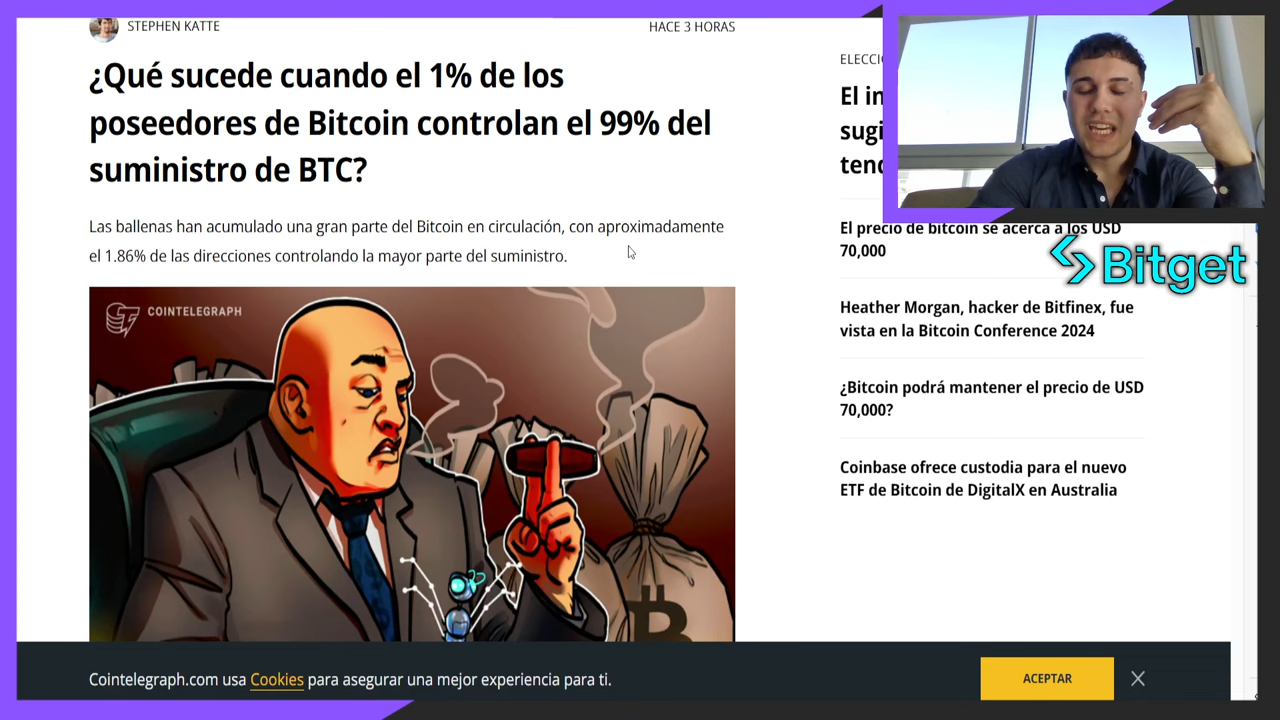 STEPHEN KATTE
HACE 3 HORAS
¿Qué sucede cuando el 1% de los
poseedores de Bitcoin controlan el 99% del
suministro de BTC?
Las ballenas han acumulado una gran parte del Bitcoin en circulación, con aproximadamente
el 1.86% de las direcciones controlando la mayor parte del suministro.
COINTELEGRAPH
B
El
El precio de bitcoin se acerca a los USD
70,000
Bitget
Heather Morgan, hacker de Bitfinex, fue
vista en la Bitcoin Conference 2024
¿Bitcoin podrá mantener el precio de USD
70,000?
Coinbase ofrece custodia para el nuevo
ETF de Bitcoin de DigitalX en Australia
Cointelegraph.com usa Cookies para asegurar una mejor experiencia para ti.
ACEPTAR